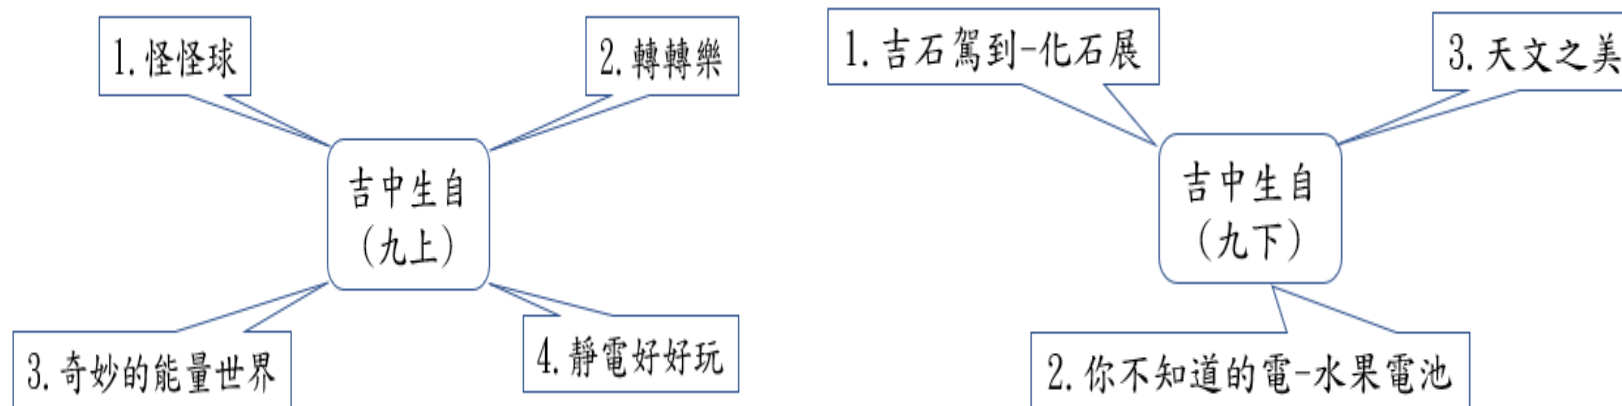 1.怪怪球
2.轉轉樂
吉中生自
(九上)
3.奇妙的能量世界
4.靜電好好玩
1.吉石駕到-化石展
3.天文之美
吉中生自
(九下)
2.你不知道的電-水果電池